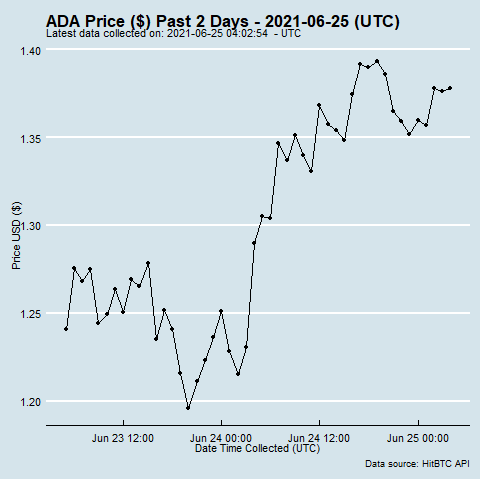 ADA Price ($) Past 2 Days - 2021-06-25 (UTC)
Latest data collected on: 2021-06-25 04:02:54 - UTC
1.40
1.35
1.30
1.25
1.20
Price USD ($)
Jun 23 12:00 Jun 24 00:00 Jun 24 12:00 Jun 25 00:00
Date Time Collected (UTC)
Data source: HitBTC API